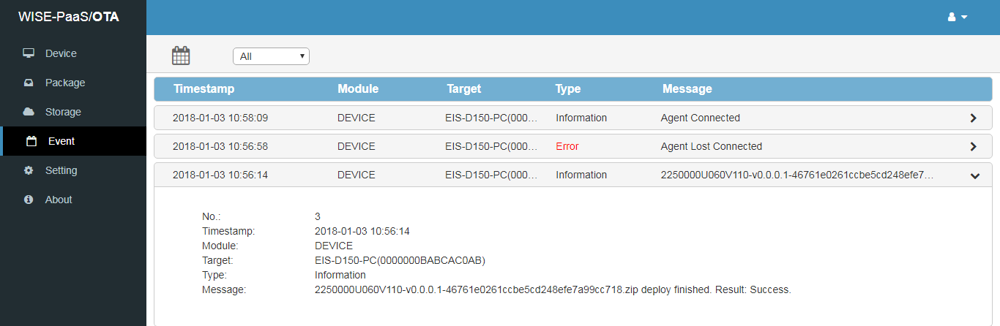 WISE-PaaS/OTA
Device
Package
Storage
Event
Setting
About
All
Timestamp Module Target Type Message
2018-01-03 10:58:09 DEVICE EIS-D150-PC(000... Information Agent Connected
2018-01-03 10:56:58 DEVICE EIS-D150-PC(000... Error Agent Lost Connected
2018-01-03 10:56:14 DEVICE EIS-D150-PC(000... Information 2250000U060V110-v0.0.0.1-46761e0261ccbe5cd248efe7...
No.: 3
Timestamp: 2018-01-03 10:56:14
Module: DEVICE
Target: EIS-D150-PC(0000000BABCAC0AB)
Type: Information
Message: 2250000U060V110-v0.0.0.1-46761e0261ccbe5cd248efe7a99cc718.zip deploy finished. Result: Success.